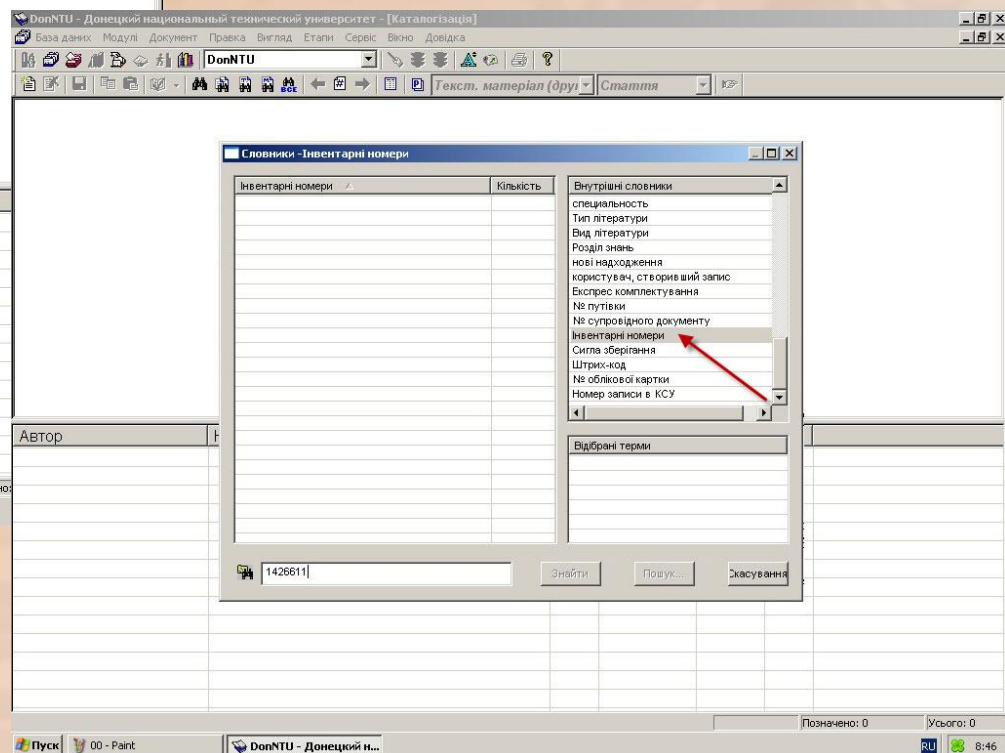 DonNTU - Донецкий национальный технический университет - [Каталогізація]
База даних Модулі Документ Правка Вигляд Етапи Сервіс Вікно Довідка
DonNTU
ВСЕ Текст. матеріал (друк Стаття
Словники -Інвентарні номери
Інвентарні номери Кількість
Внутрішні словники
специальность
Тип літератури
Вид літератури
Розділ знань
нові надходження
користувач, створивший запис
Експрес комплектування
№ путівки
№ супровідного документу
Інвентарні номери
Сигла зберігання
Штрих-код
№ облікової картки
Номер записи в КСУ
Відібрані терми
1426611
Знайти Пошук... Скасування
Автор
Позначено: 0 Усього: 0
Пуск 00 - Paint DonNTU - Донецкий н... RU 8:46